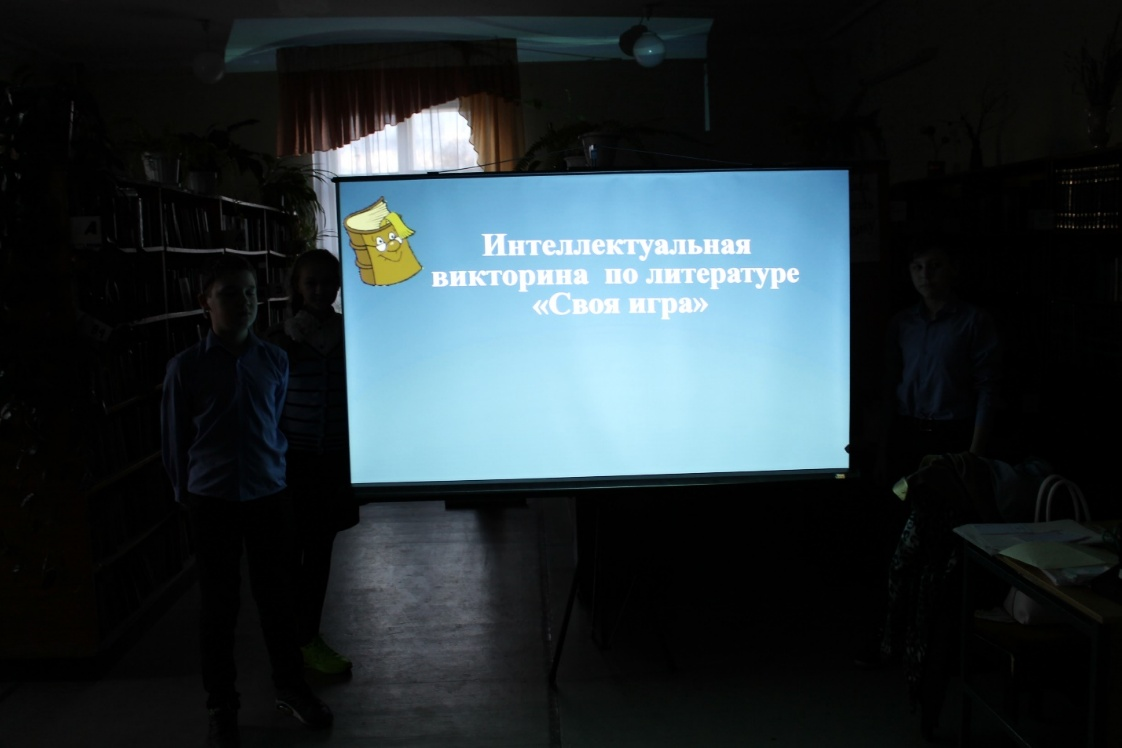 Интеллектуальная
викторина по литературе
«Своя игра»